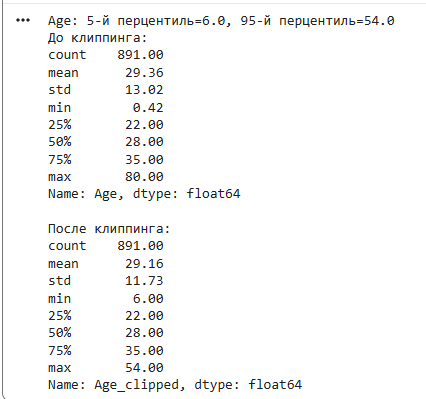 Age: 5-й перцентиль=6.0, 95-й перцентиль=54.0
До клиппинга:
count    891.00
mean      29.36
std       13.02
min        0.42
25%       22.00
50%       28.00
75%       35.00
max       80.00
Name: Age, dtype: float64

После клиппинга:
count    891.00
mean      29.16
std       11.73
min        6.00
25%       22.00
50%       28.00
75%       35.00
max       54.00
Name: Age_clipped, dtype: float64